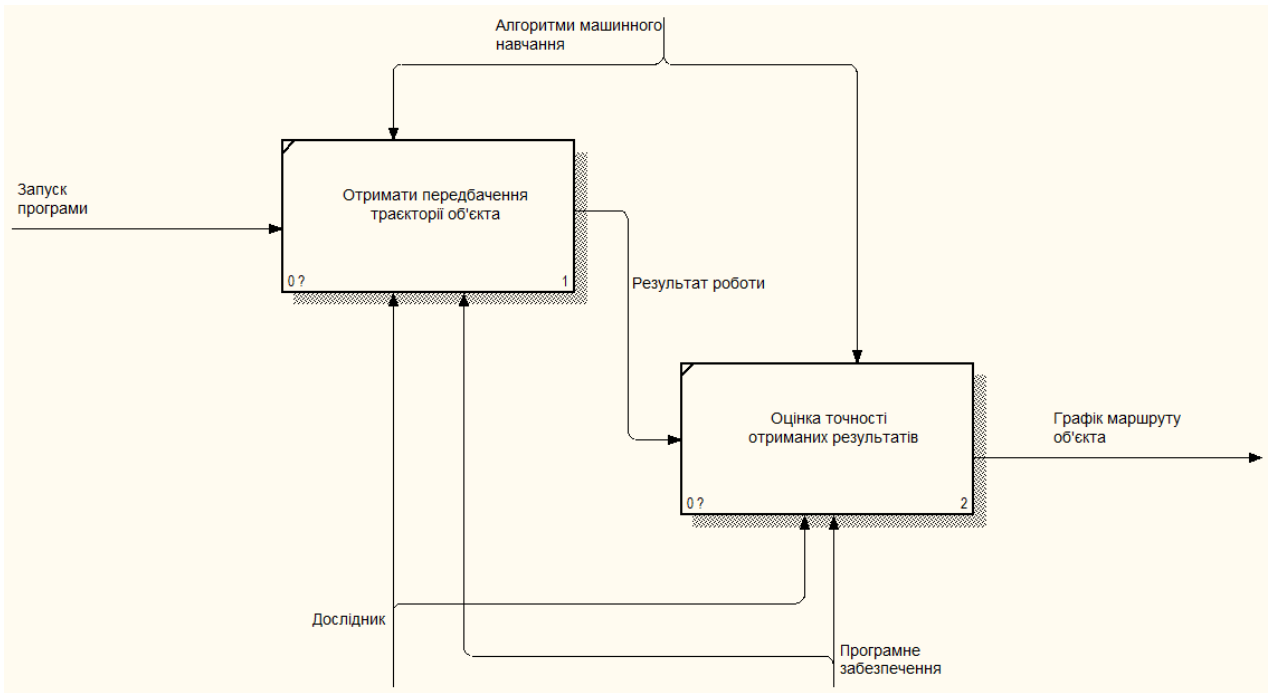 Алгоритми машинного
навчання
Запуск
програми
Отримати передбачення
траєкторії об'єкта
0 ?
1
Результат роботи
Оцінка точності
отриманих результатів
0 ?
2
Графік маршруту
об'єкта
Дослідник
Програмне
забезпечення